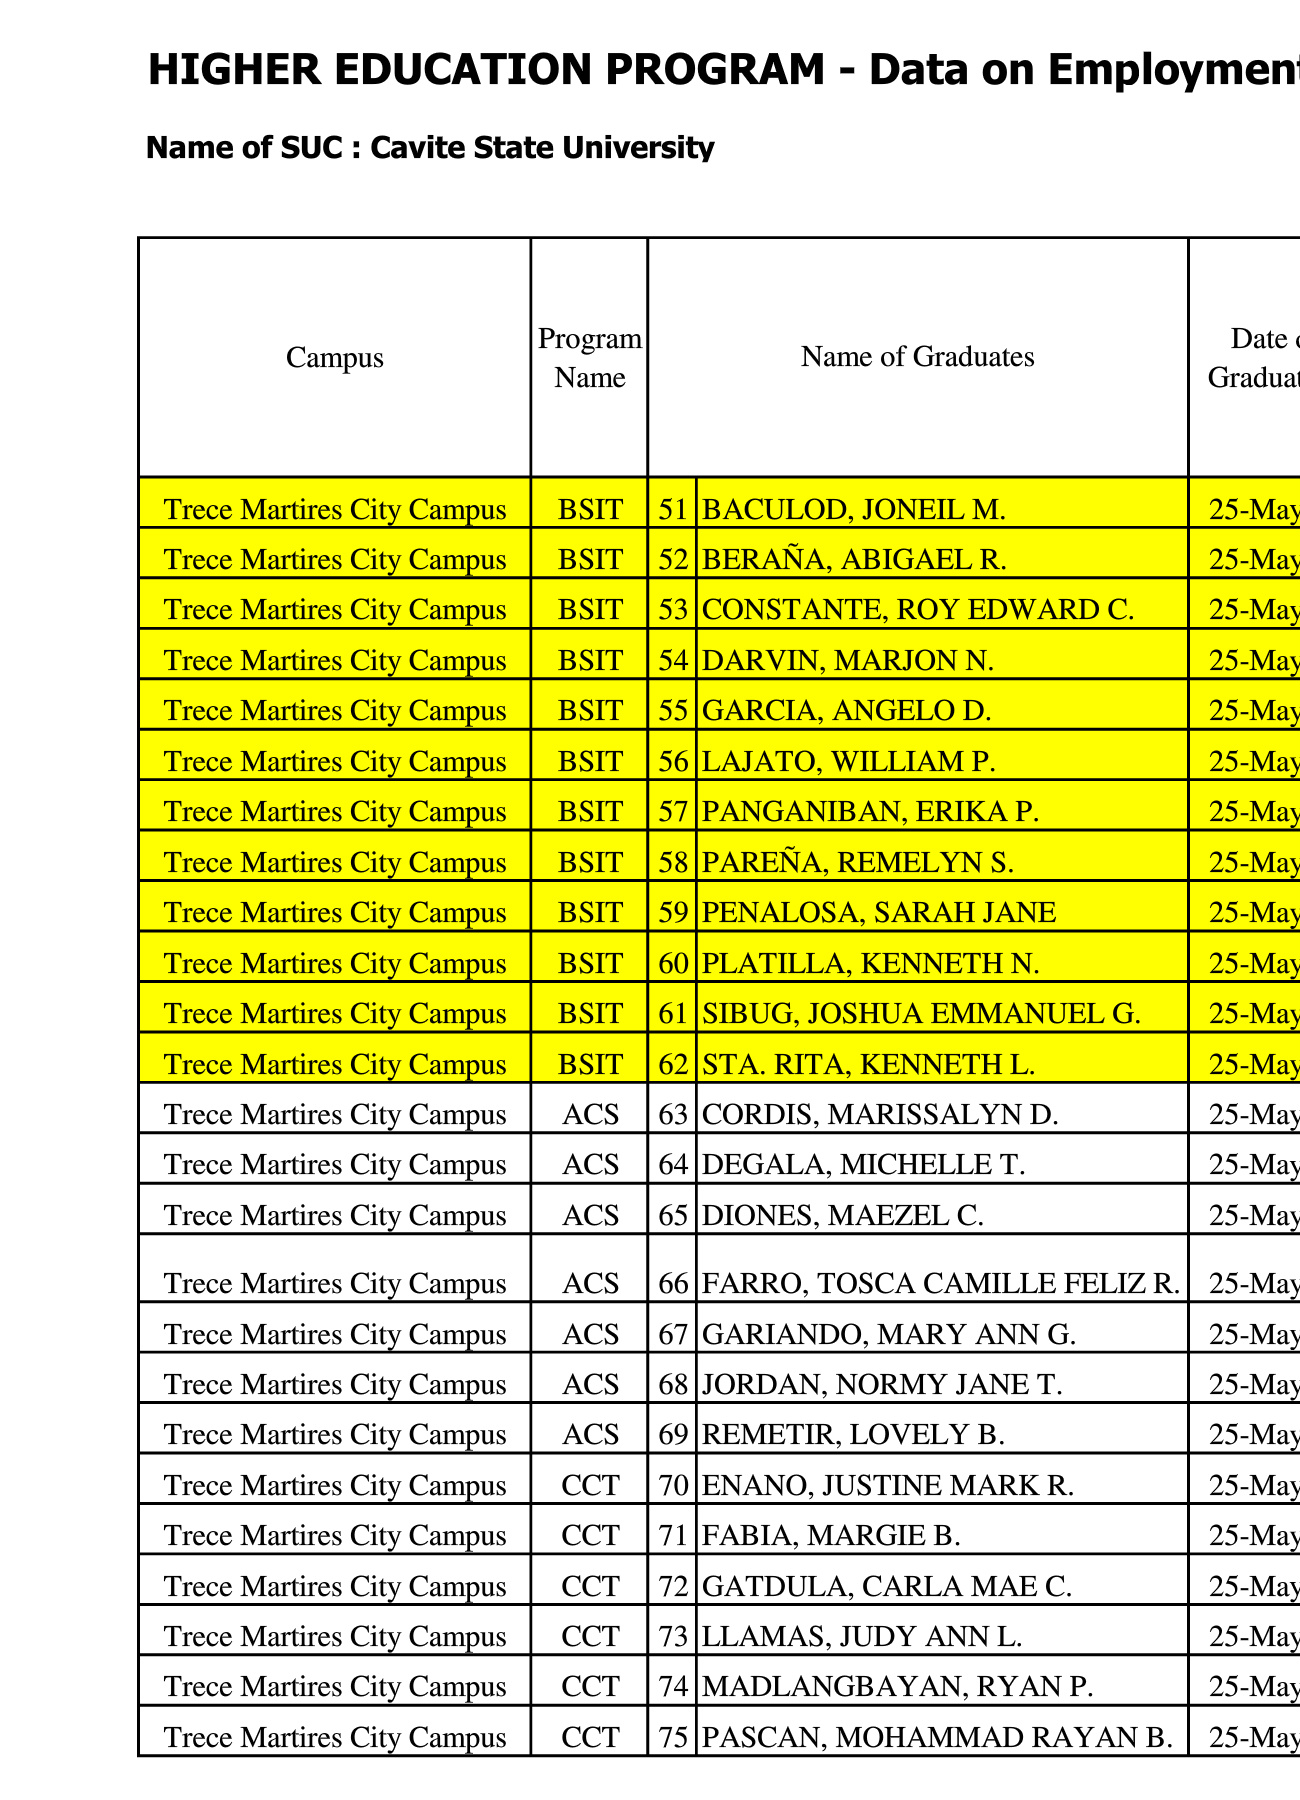 HIGHER EDUCATION PROGRAM - Data on Employment
Name of SUC : Cavite State University
Campus
Program
Name
Name of Graduates
Date
Graduat
Trece Martires City Campus BSIT 51 BACULOD, JONEIL M. 25-May
Trece Martires City Campus BSIT 52 BERAÑA, ABIGAEL R. 25-May
Trece Martires City Campus BSIT 53 CONSTANTE, ROY EDWARD C. 25-May
Trece Martires City Campus BSIT 54 DARVIN, MARJON N. 25-May
Trece Martires City Campus BSIT 55 GARCIA, ANGELO D. 25-May
Trece Martires City Campus BSIT 56 LAJATO, WILLIAM P. 25-May
Trece Martires City Campus BSIT 57 PANGANIBAN, ERIKA P. 25-May
Trece Martires City Campus BSIT 58 PAREÑA, REMELYN S. 25-May
Trece Martires City Campus BSIT 59 PENALOSA, SARAH JANE 25-May
Trece Martires City Campus BSIT 60 PLATILLA, KENNETH N. 25-May
Trece Martires City Campus BSIT 61 SIBUG, JOSHUA EMMANUEL G. 25-May
Trece Martires City Campus BSIT 62 STA. RITA, KENNETH L. 25-May
Trece Martires City Campus ACS 63 CORDIS, MARISSALYN D. 25-May
Trece Martires City Campus ACS 64 DEGALA, MICHELLE T. 25-May
Trece Martires City Campus ACS 65 DIONES, MAEZEL C. 25-May
Trece Martires City Campus ACS 66 FARRO, TOSCA CAMILLE FELIZ R. 25-May
Trece Martires City Campus ACS 67 GARIANDO, MARY ANN G. 25-May
Trece Martires City Campus ACS 68 JORDAN, NORMY JANE T. 25-May
Trece Martires City Campus ACS 69 REMETIR, LOVELY B. 25-May
Trece Martires City Campus CCT 70 ENANO, JUSTINE MARK R. 25-May
Trece Martires City Campus CCT 71 FABIA, MARGIE B. 25-May
Trece Martires City Campus CCT 72 GATDULA, CARLA MAE C. 25-May
Trece Martires City Campus CCT 73 LLAMAS, JUDY ANN L. 25-May
Trece Martires City Campus CCT 74 MADLANGBAYAN, RYAN P. 25-May
Trece Martires City Campus CCT 75 PASCAN, MOHAMMAD RAYAN B. 25-May